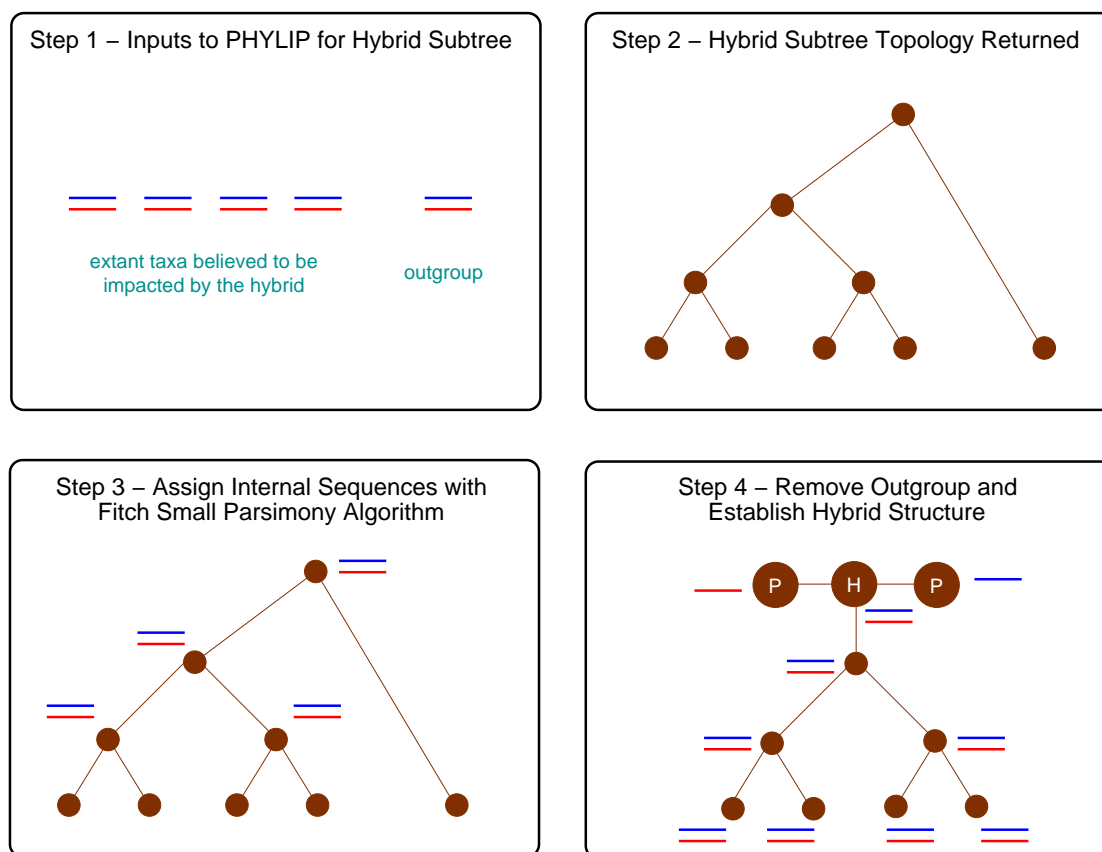 Step 1 – Inputs to PHYLIP for Hybrid Subtree
extant taxa believed to be
impacted by the hybrid
outgroup
Step 2 – Hybrid Subtree Topology Returned
Step 3 – Assign Internal Sequences with
Fitch Small Parsimony Algorithm
Step 4 – Remove Outgroup and
Establish Hybrid Structure
P H P